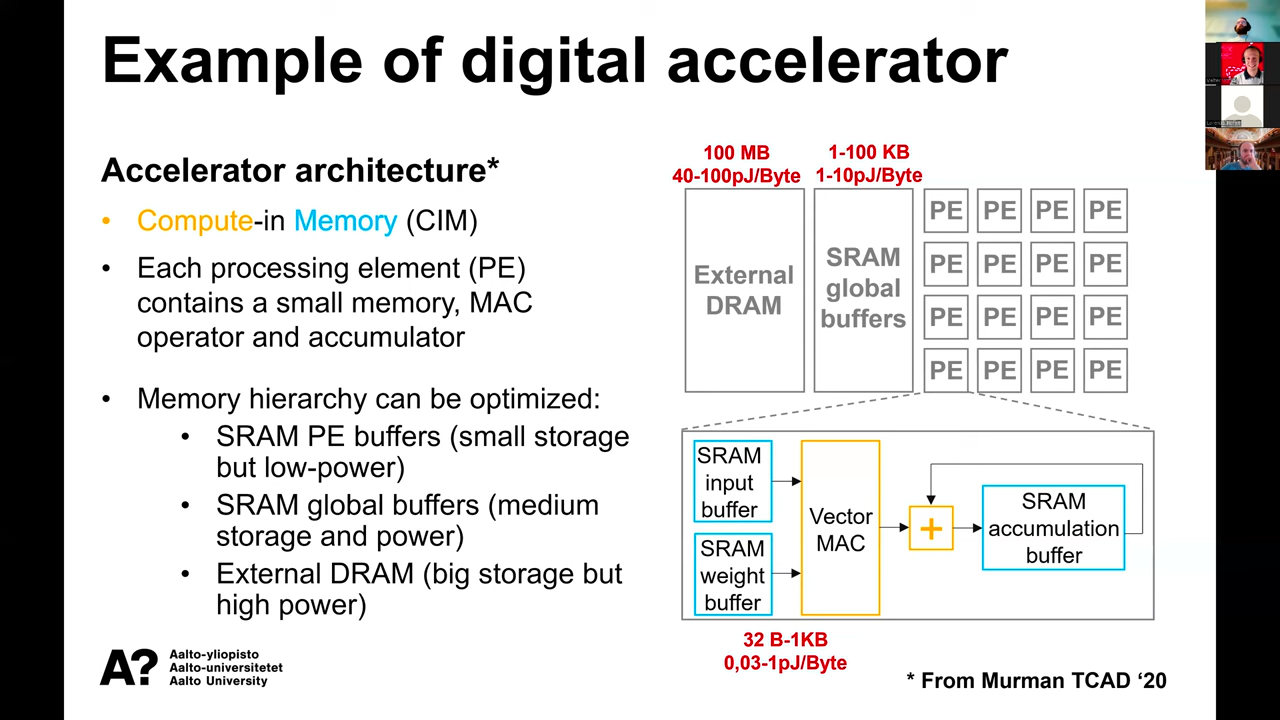 Example of digital accelerator
Accelerator architecture*
• Compute-in Memory (CIM)
• Each processing element (PE)
contains a small memory, MAC
operator and accumulator
• Memory hierarchy can be optimized:
• SRAM PE buffers (small storage
but low-power)
• SRAM global buffers (medium
storage and power)
• External DRAM (big storage but
high power)
100 MB
40-100pJ/Byte
1-100 KB
1-10pJ/Byte
External
DRAM
SRAM
global
buffers
PE PE PE PE
PE PE PE PE
PE PE PE PE
PE PE PE PE
SRAM
input
buffer
SRAM
weight
buffer
Vector
MAC
+
SRAM
accumulation
buffer
32 B-1KB
0,03-1pJ/Byte
* From Murman TCAD ‘20
A?
Aalto-yliopisto
Aalto-universitetet
Aalto University